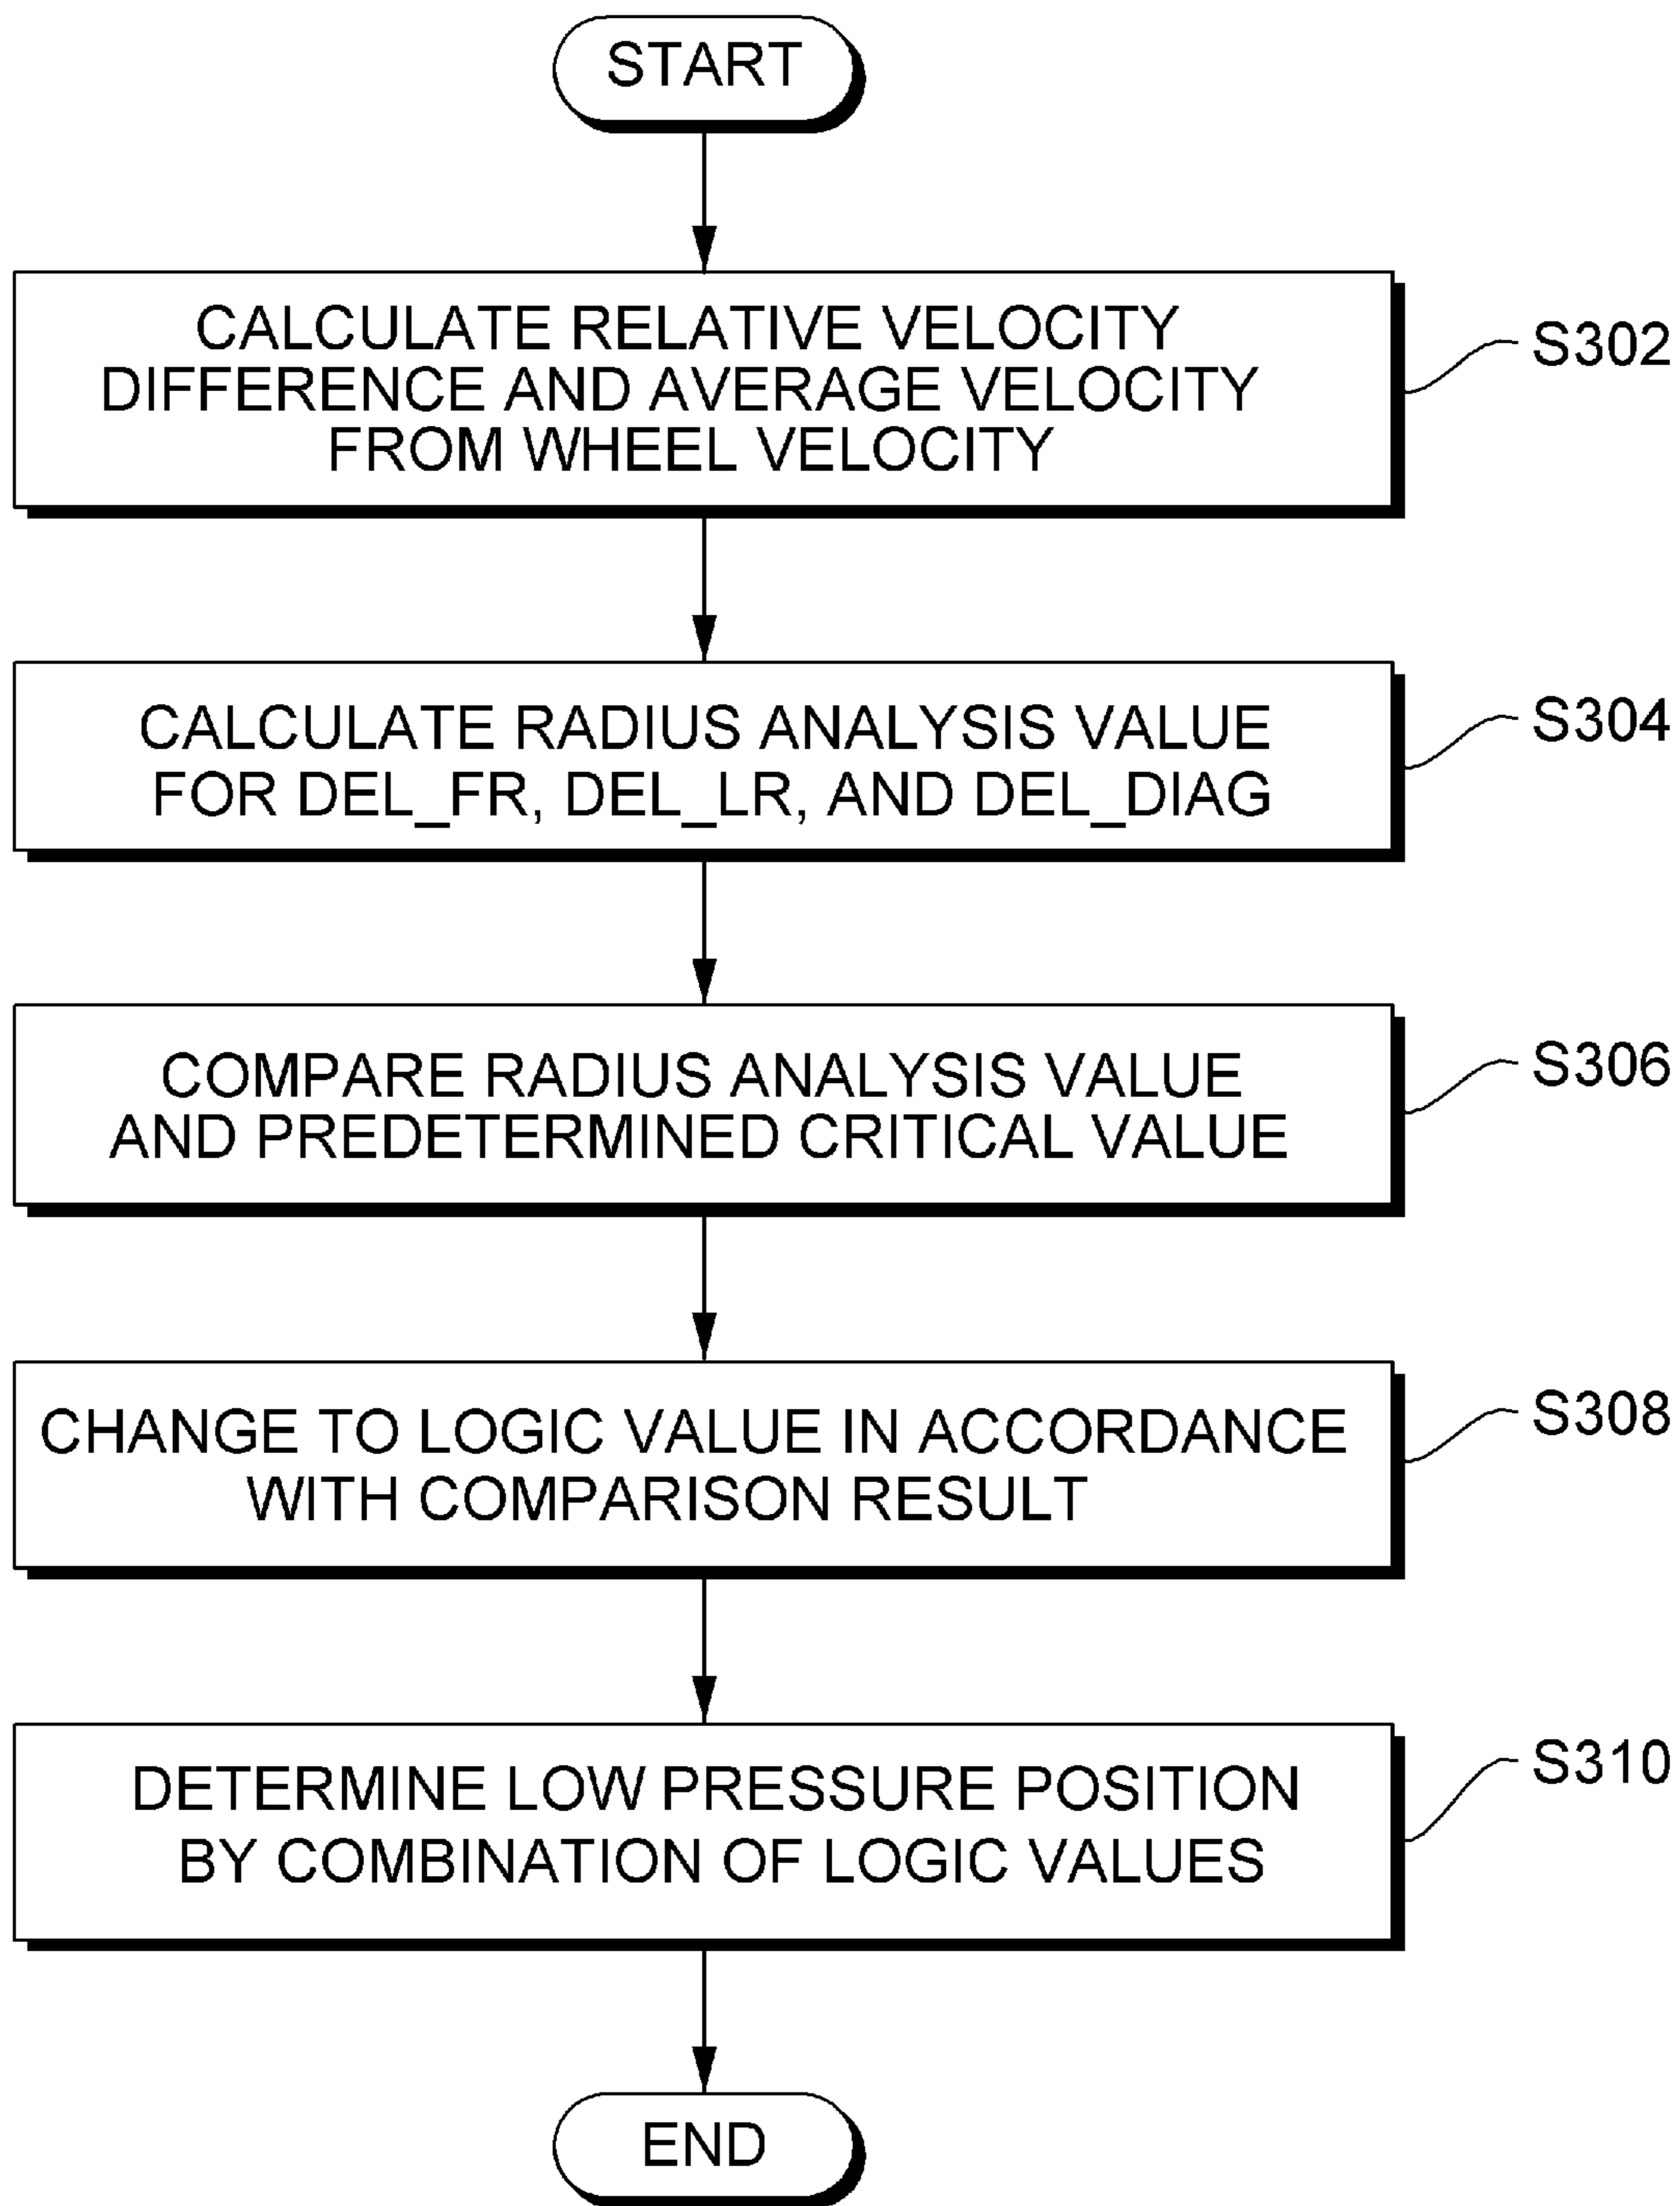 START
CALCULATE RELATIVE VELOCITY
DIFFERENCE AND AVERAGE VELOCITY
FROM WHEEL VELOCITY
S302
CALCULATE RADIUS ANALYSIS VALUE
FOR DEL_FR, DEL_LR, AND DEL_DIAG
S304
COMPARE RADIUS ANALYSIS VALUE
AND PREDETERMINED CRITICAL VALUE
S306
CHANGE TO LOGIC VALUE IN ACCORDANCE
WITH COMPARISON RESULT
S308
DETERMINE LOW PRESSURE POSITION
BY COMBINATION OF LOGIC VALUES
S310
END